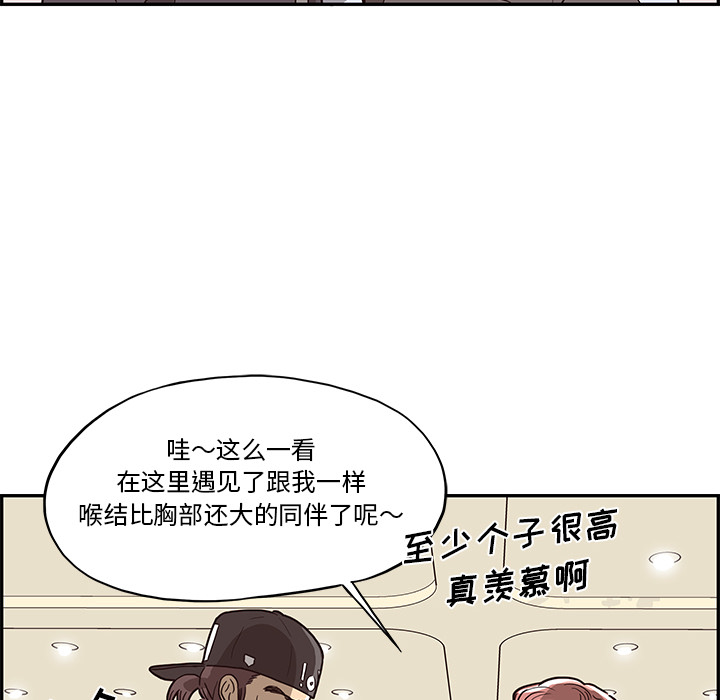 哇～这么一看
在这里遇见了跟我一样
喉结比胸部还大的同伴了呢～
至少个子很高
真羡慕啊